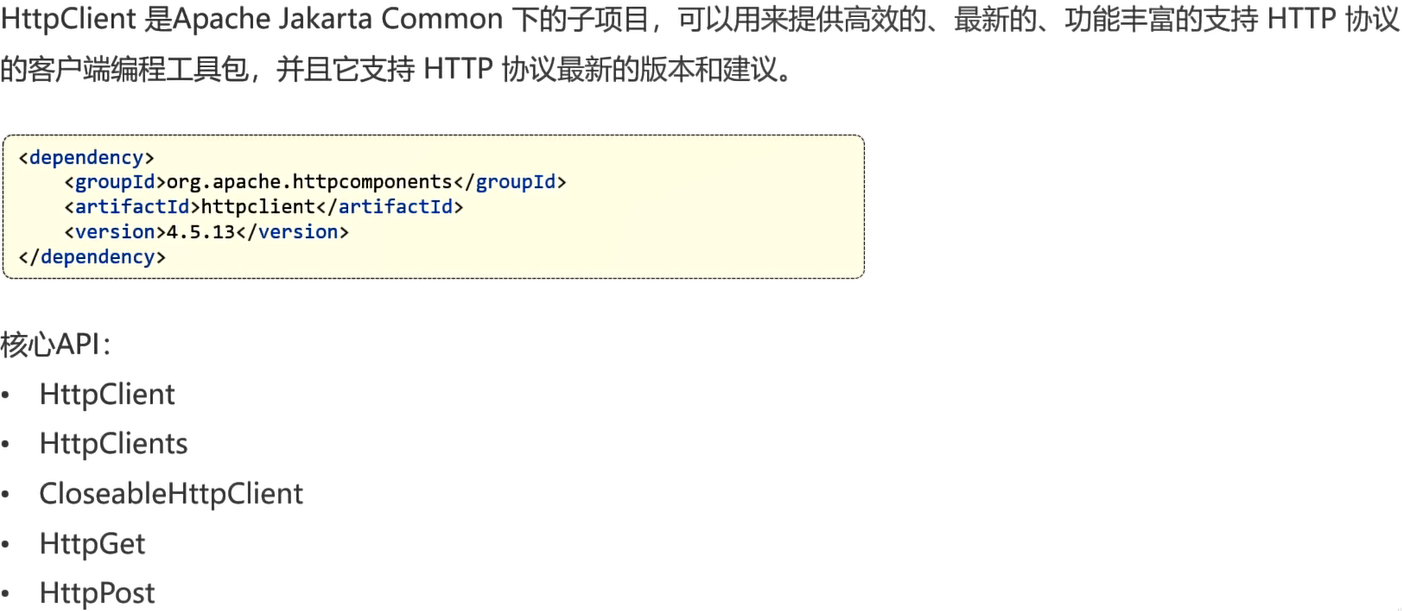 HttpClient 是Apache Jakarta Common 下的子项目，可以用来提供高效的、最新的、功能丰富的支持 HTTP 协议
的客户端编程工具包，并且它支持 HTTP 协议最新的版本和建议。
<dependency>
    <groupId>org.apache.httpcomponents</groupId>
    <artifactId>httpclient</artifactId>
    <version>4.5.13</version>
</dependency>
核心API：
• HttpClient
• HttpClients
• CloseableHttpClient
• HttpGet
• HttpPost